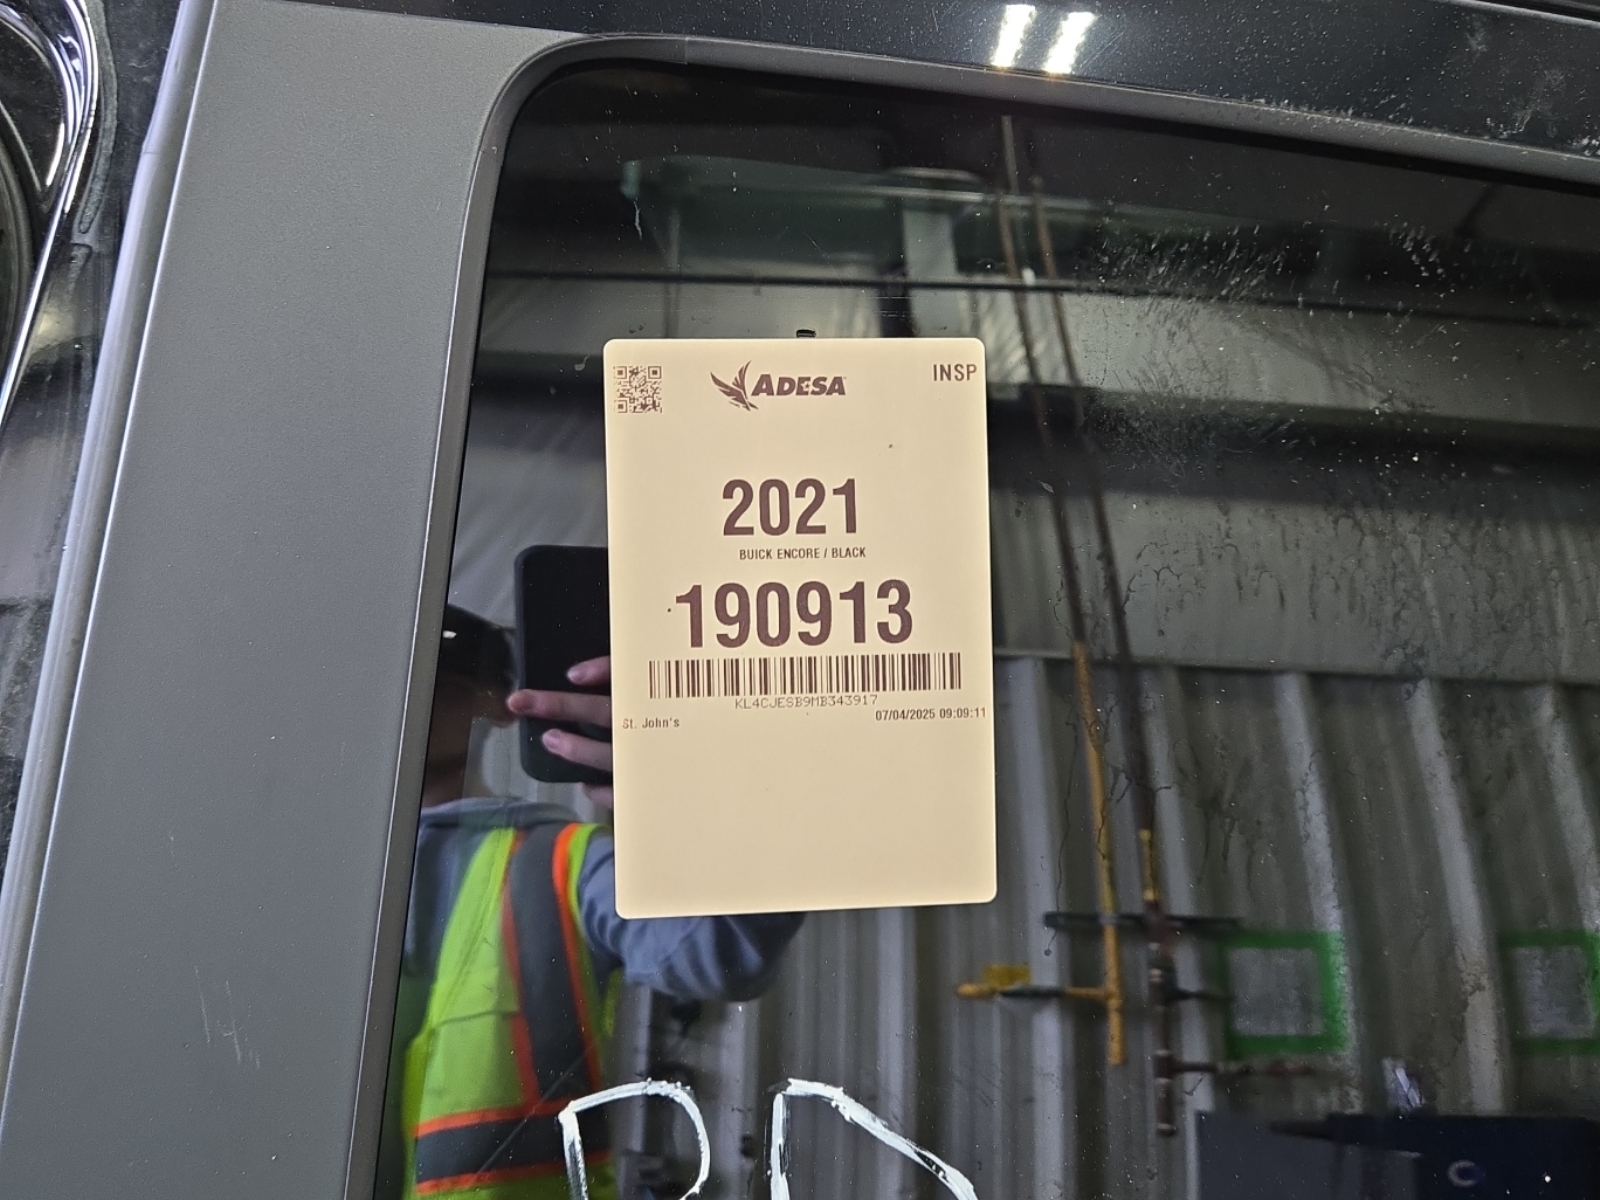 ADESA
INSP
2021
BUICK ENCORE / BLACK
190913
KL4CJESB9MB343917
St. John's
07/04/2025 09:09:11